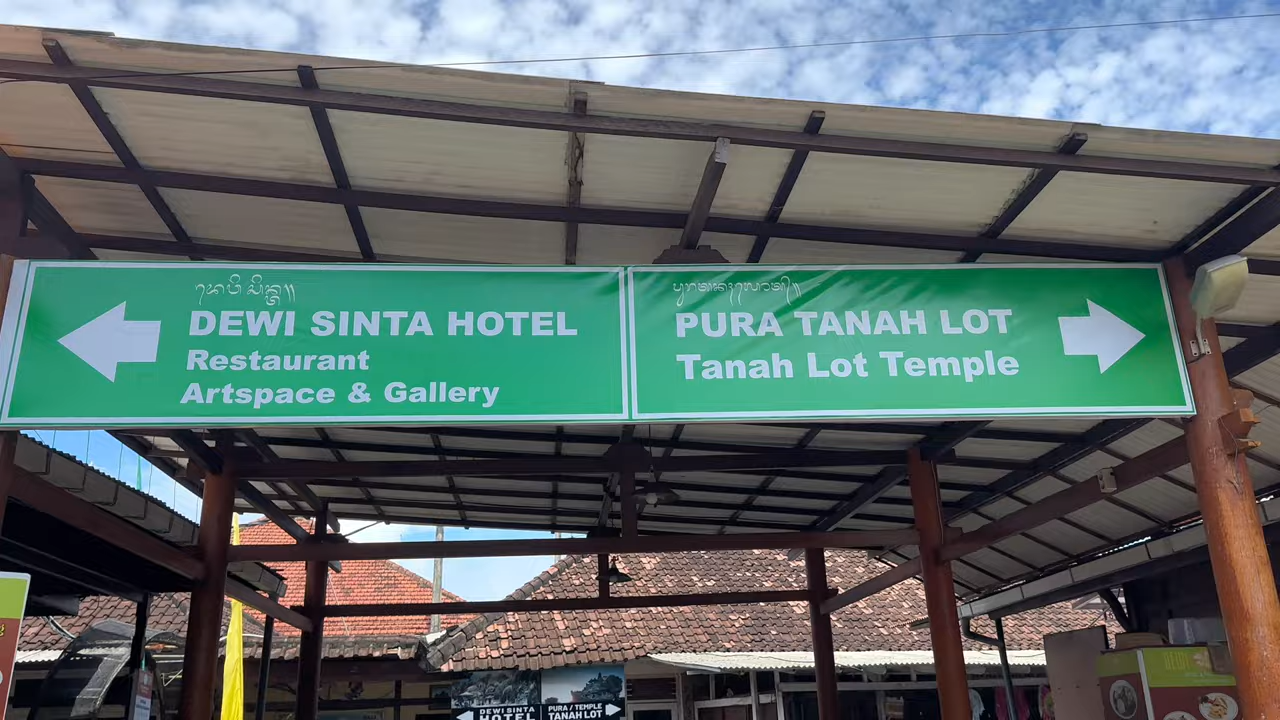 DEWI SINTA HOTEL
Restaurant
Artspace & Gallery
PURA TANAH LOT
Tanah Lot Temple
DEWI SINTA
HOTEL
PURA / TEMPLE
TANAH LOT